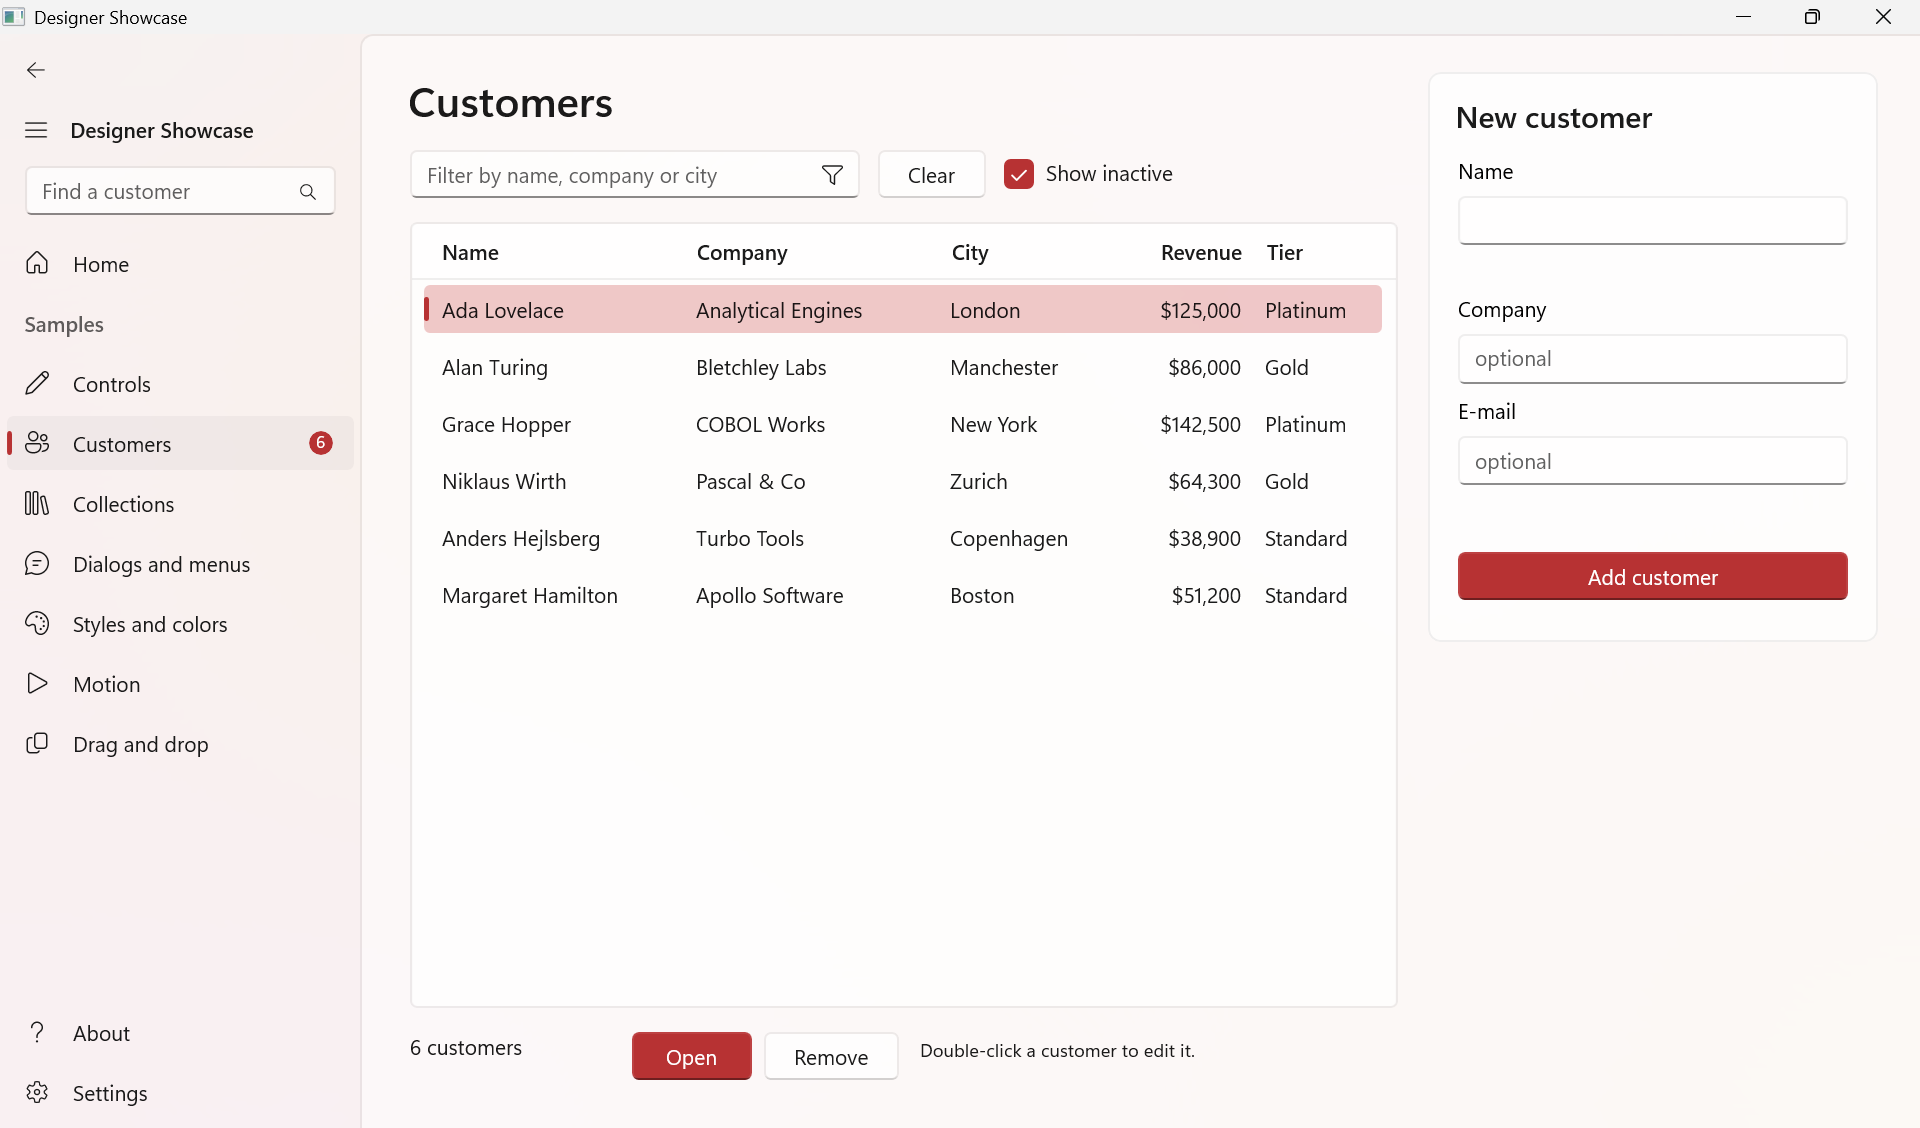 Designer Showcase
Designer Showcase
Find a customer
Home
Samples
Controls
Customers 6
Collections
Dialogs and menus
Styles and colors
Motion
Drag and drop
About
Settings
Customers
Filter by name, company or city Clear Show inactive
Name Company City Revenue Tier
Ada Lovelace Analytical Engines London $125,000 Platinum
Alan Turing Bletchley Labs Manchester $86,000 Gold
Grace Hopper COBOL Works New York $142,500 Platinum
Niklaus Wirth Pascal & Co Zurich $64,300 Gold
Anders Hejlsberg Turbo Tools Copenhagen $38,900 Standard
Margaret Hamilton Apollo Software Boston $51,200 Standard
6 customers Open Remove Double-click a customer to edit it.
New customer
Name
Company
optional
E-mail
optional
Add customer